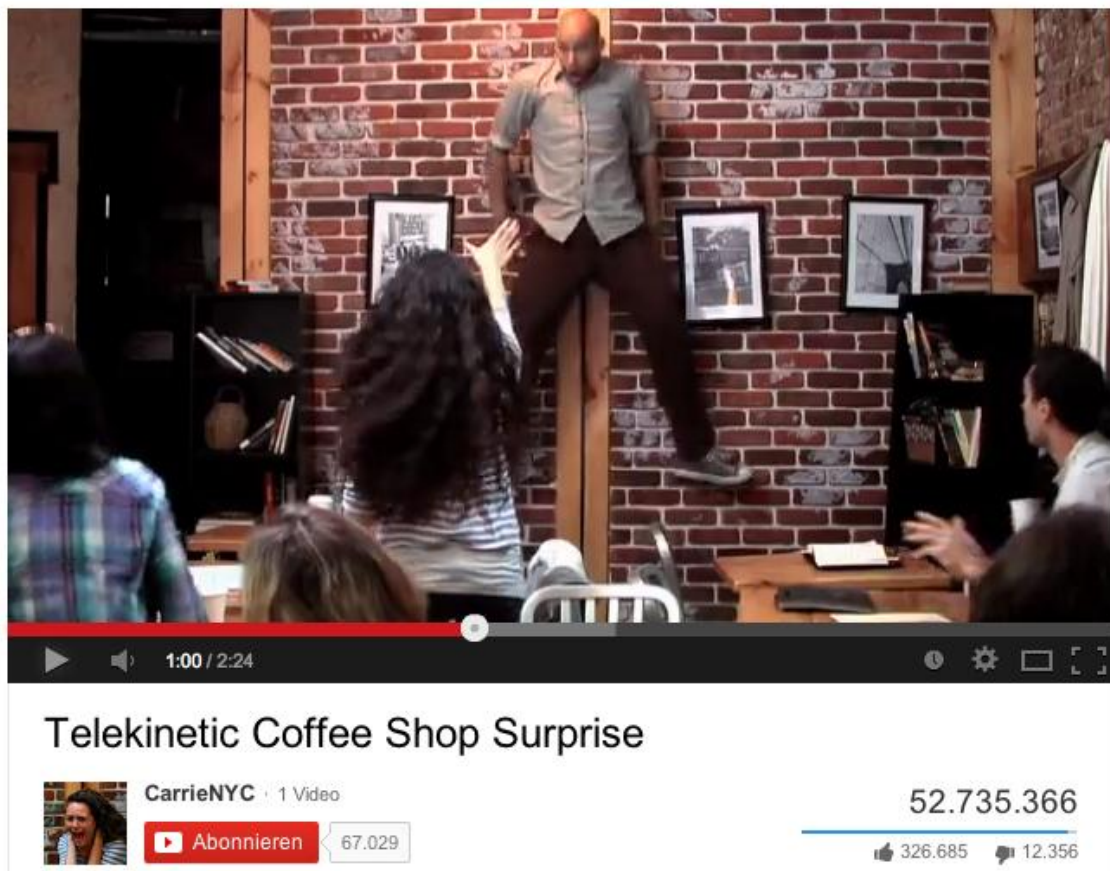 1:00 / 2:24
Telekinetic Coffee Shop Surprise
CarrieNYC · 1 Video
Abonnieren 67.029
52.735.366
326.685 12.356